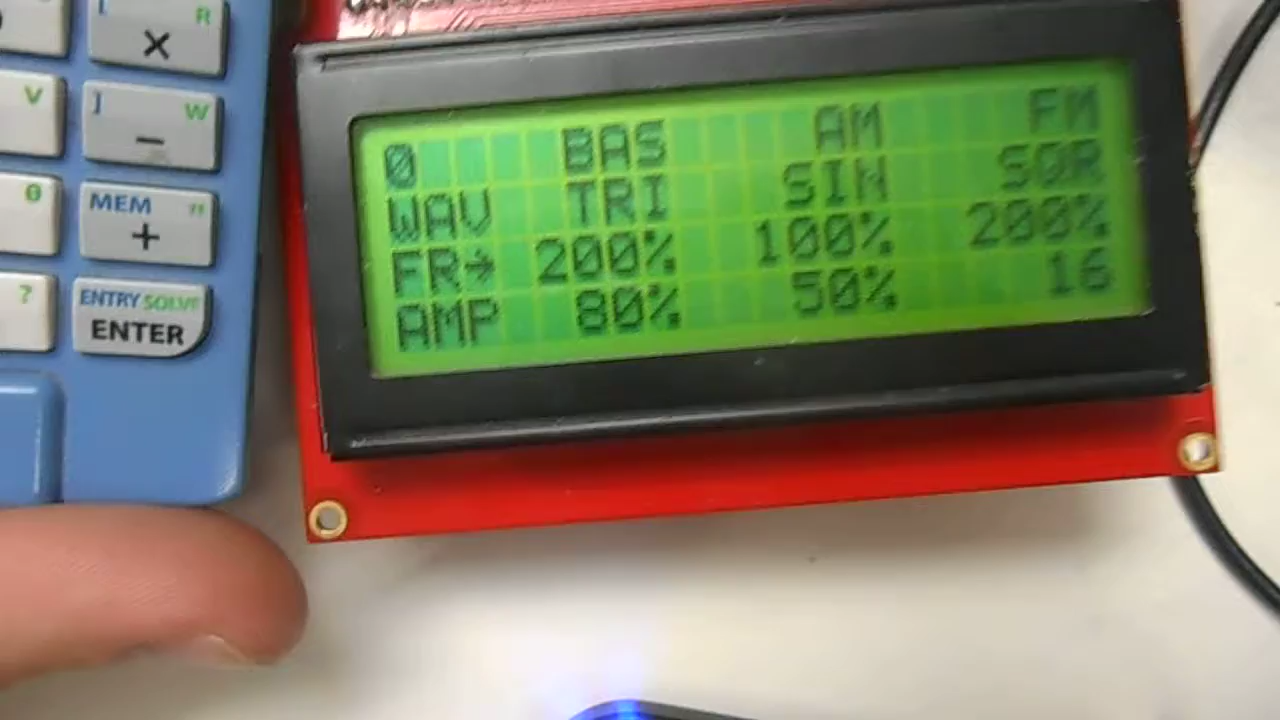 R
×
V
] W
−
θ
MEM "
+
?
ENTRY SOLVE
ENTER
0 BAS AM FM
WAV TRI SIN SQR
FR→ 200% 100% 200%
AMP 80% 50% 16